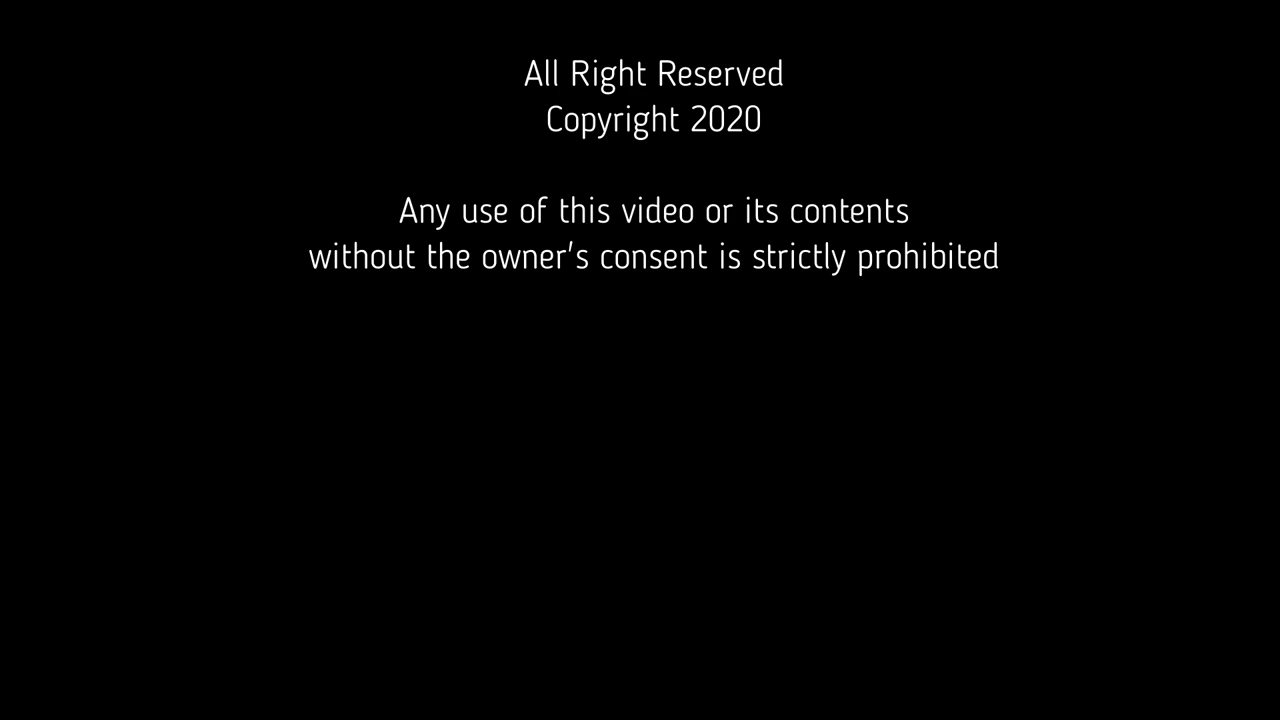 All Right Reserved
Copyright 2020
Any use of this video or its contents
without the owner's consent is strictly prohibited